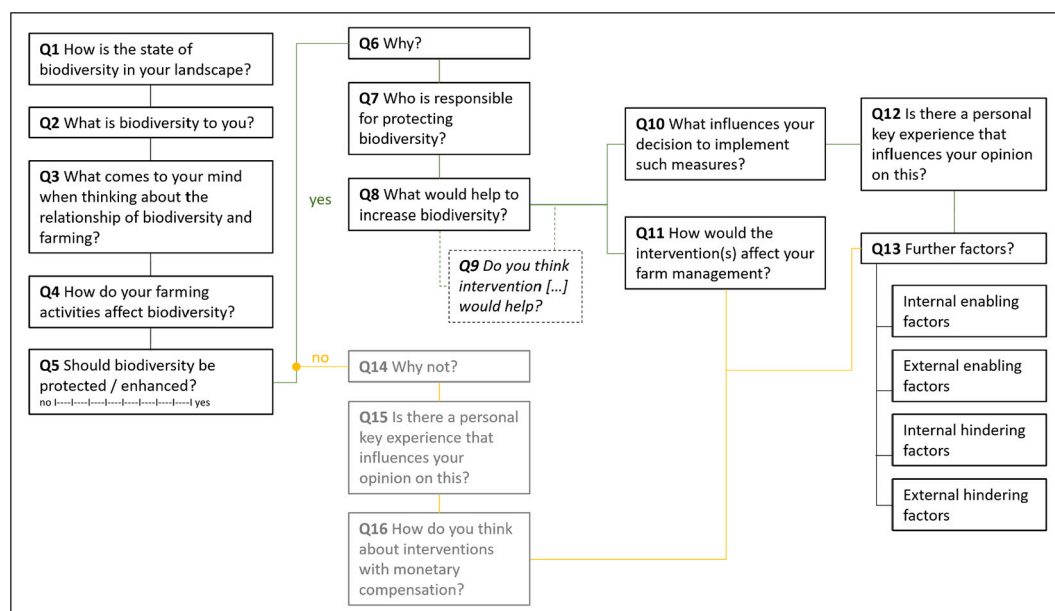 Q1 How is the state of
biodiversity in your landscape?
Q2 What is biodiversity to you?
Q3 What comes to your mind
when thinking about the
relationship of biodiversity and
farming?
Q4 How do your farming
activities affect biodiversity?
Q5 Should biodiversity be
protected / enhanced?
no I----I----I----I----I----I----I----I----I----I yes
yes
no
Q6 Why?
Q7 Who is responsible
for protecting
biodiversity?
Q8 What would help to
increase biodiversity?
Q9 Do you think
intervention [...]
would help?
Q10 What influences your
decision to implement
such measures?
Q11 How would the
intervention(s) affect your
farm management?
Q12 Is there a personal
key experience that
influences your opinion
on this?
Q13 Further factors?
Internal enabling
factors
External enabling
factors
Internal hindering
factors
External hindering
factors
Q14 Why not?
Q15 Is there a personal
key experience that
influences your
opinion on this?
Q16 How do you think
about interventions
with monetary
compensation?